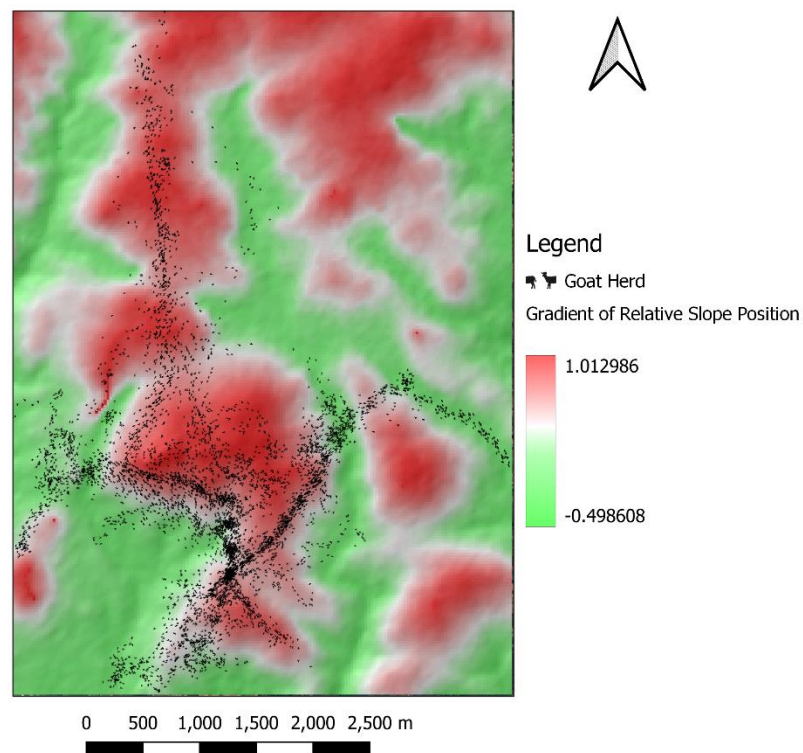 Legend
Goat Herd
Gradient of Relative Slope Position
1.012986
-0.498608
0 500 1,000 1,500 2,000 2,500 m